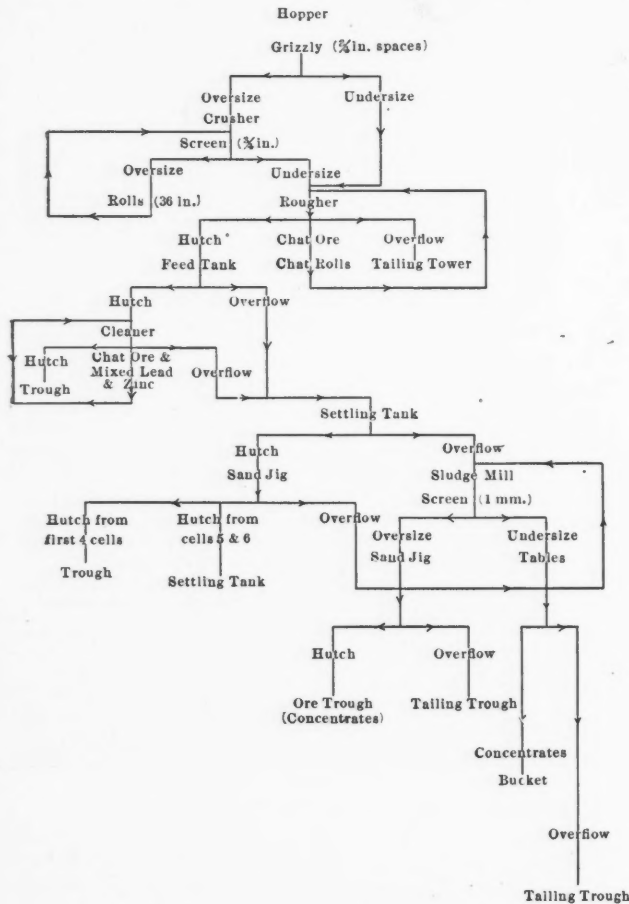 Hopper
Grizzly (⅝ in. spaces)
Oversize Undersize
Crusher
Screen (⅝ in.)
Oversize Undersize
Rolls (36 in.) Rougher
Hutch Chat Ore Overflow
Feed Tank Chat Rolls Tailing Tower
Hutch Overflow
Cleaner
Hutch Chat Ore & Overflow
Trough Mixed Lead
& Zinc
Settling Tank
Hutch Overflow
Sand Jig Sludge Mill
Screen (1 mm.)
Hutch from Hutch from Overflow
first 4 cells cells 5 & 6
Oversize Undersize
Sand Jig Tables
Trough Settling Tank
Hutch Overflow
Ore Trough Tailing Trough
(Concentrates)
Concentrates
Bucket
Overflow
Tailing Trough